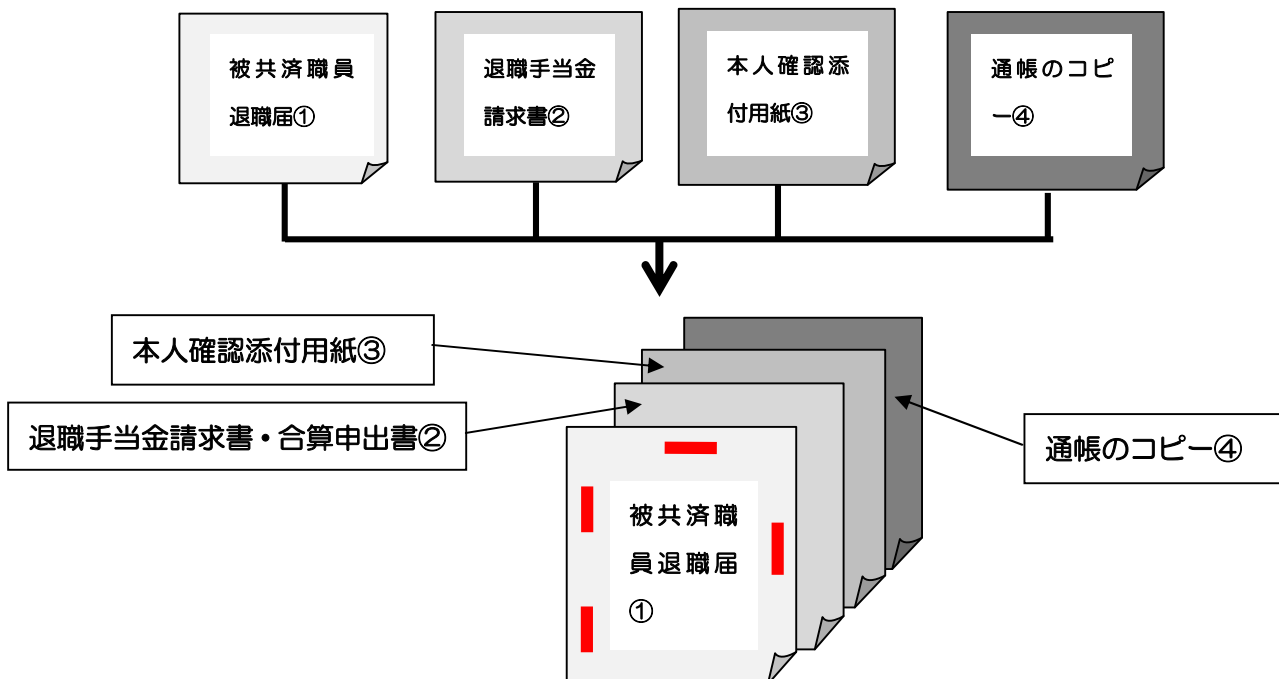 被共済職員
退職届①
退職手当金
請求書②
本人確認添
付用紙③
通帳のコピ
ー④
本人確認添付用紙③
退職手当金請求書・合算申出書②
通帳のコピー④
被共済職
員退職届
①